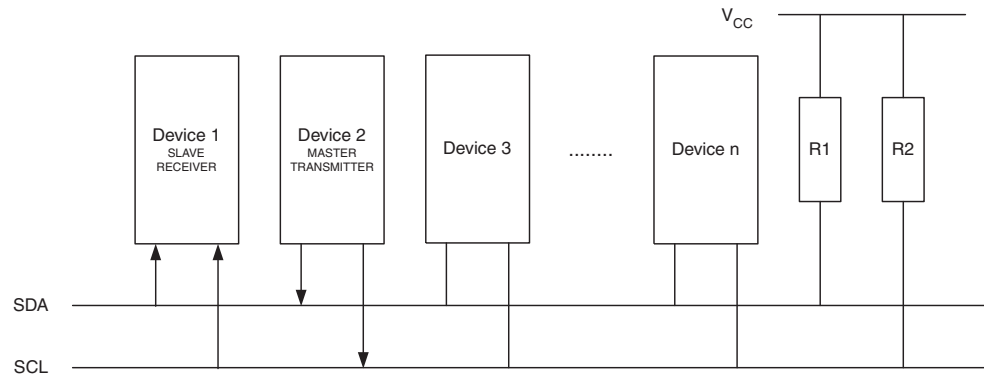 VCC
Device 1
SLAVE
RECEIVER
Device 2
MASTER
TRANSMITTER
Device 3
........
Device n
R1
R2
SDA
SCL